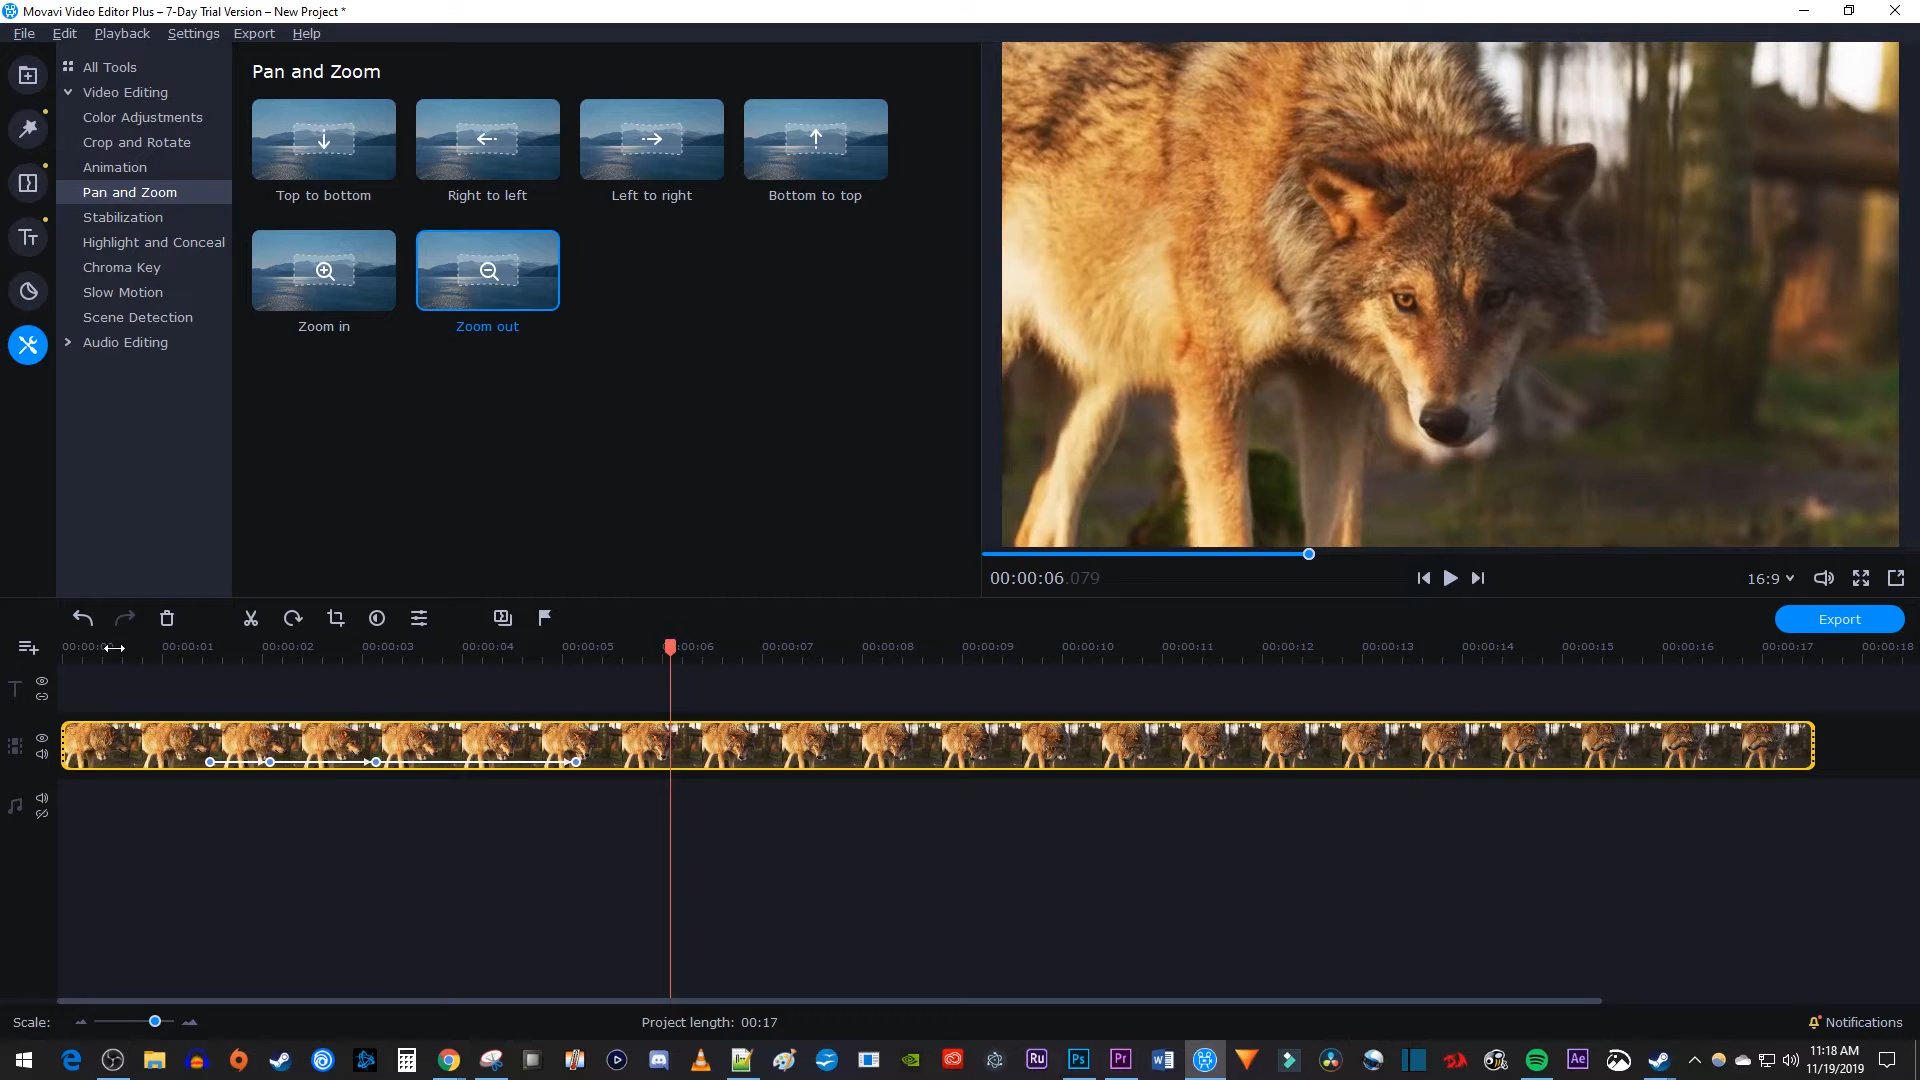 Movavi Video Editor Plus – 7-Day Trial Version – New Project *
File Edit Playback Settings Export Help
All Tools
Video Editing
Color Adjustments
Crop and Rotate
Animation
Pan and Zoom
Stabilization
Highlight and Conceal
Chroma Key
Slow Motion
Scene Detection
Audio Editing
Pan and Zoom
Top to bottom
Right to left
Left to right
Bottom to top
Zoom in
Zoom out
00:00:06.079
16:9
Export
00:00:01 00:00:02 00:00:03 00:00:04 00:00:05 00:00:07 00:00:08 00:00:09 00:00:10 00:00:11 00:00:12 00:00:13 00:00:14 00:00:15 00:00:16 00:00:17 00:00:18
Scale:
Project length: 00:17
Notifications
Ru Ps Pr Ae
11:18 AM
11/19/2019